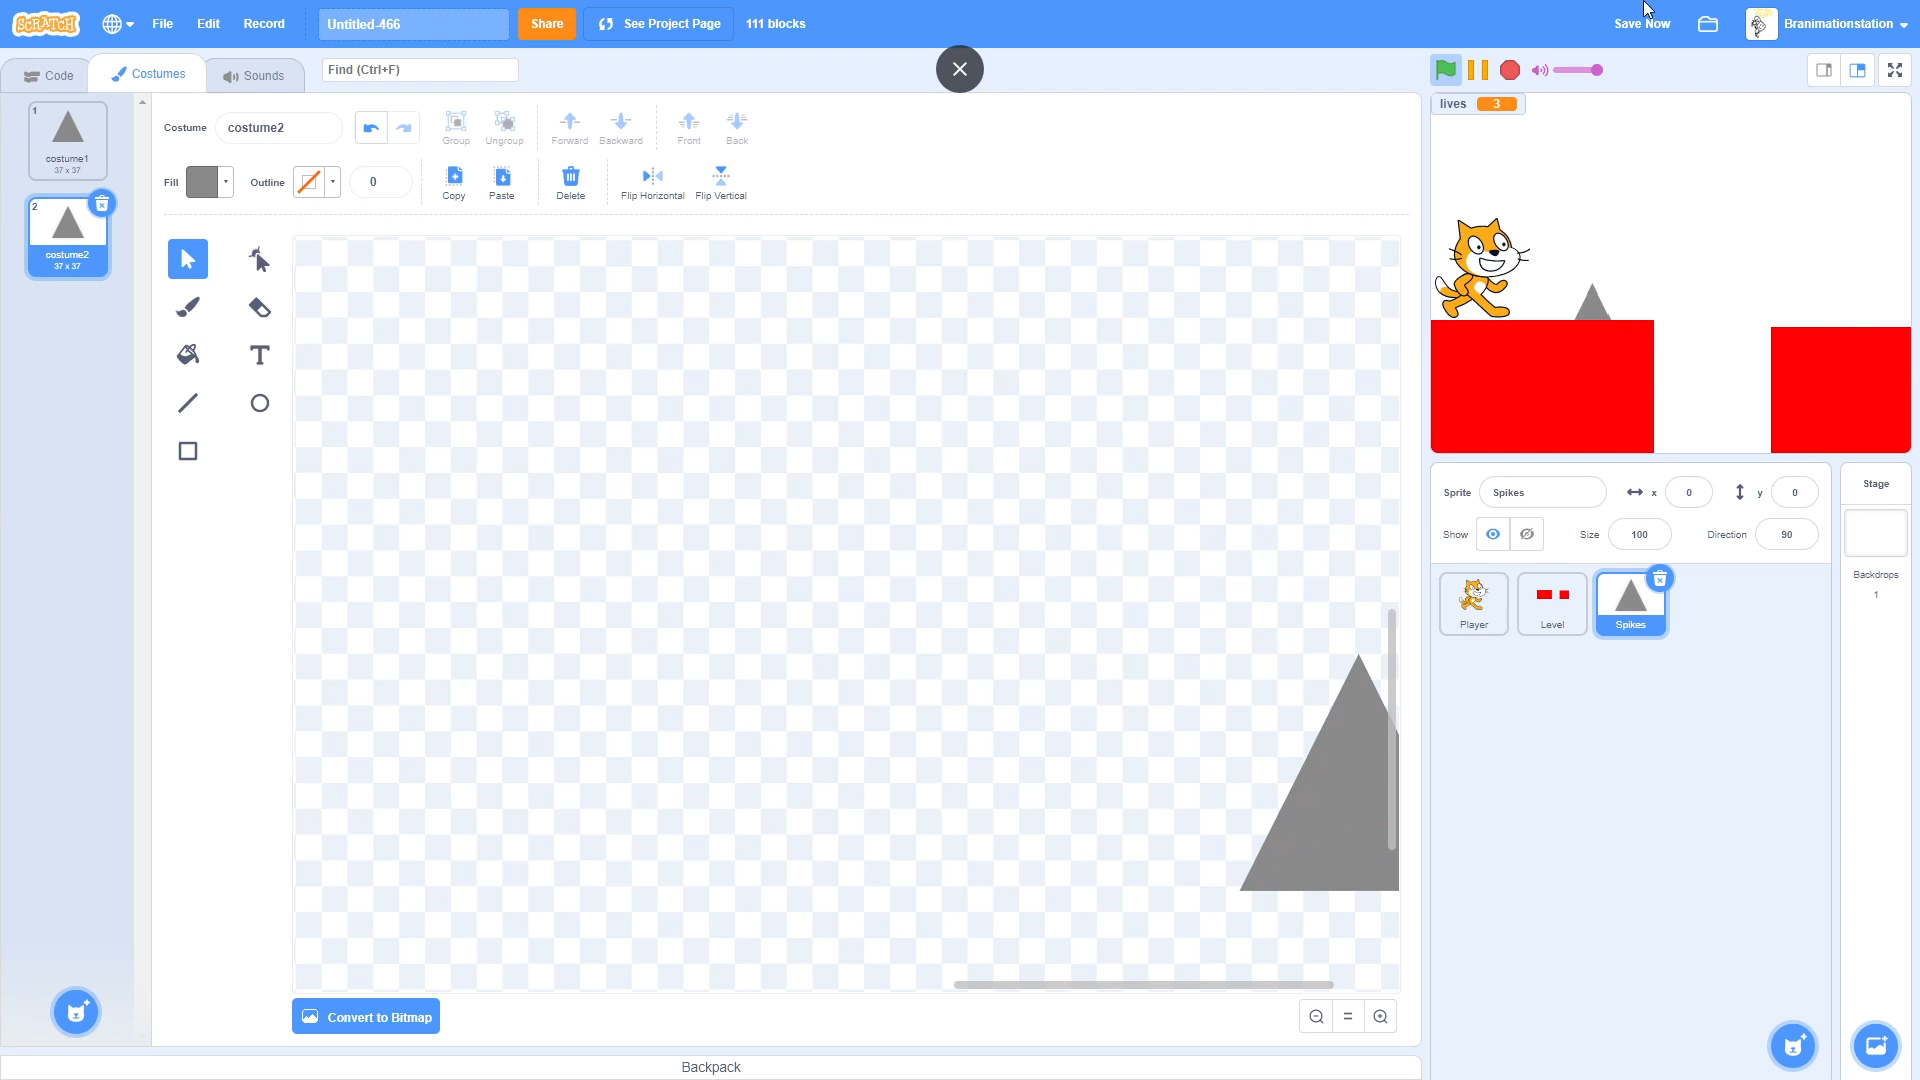 SCRATCH
File
Edit
Record
Untitled-466
Share
See Project Page
111 blocks
Save Now
Branimationstation
Code
Costumes
Sounds
Find (Ctrl+F)
lives 3
1
costume1
37 x 37
2
costume2
37 x 37
Costume
costume2
Group
Ungroup
Forward
Backward
Front
Back
Fill
Outline
0
Copy
Paste
Delete
Flip Horizontal
Flip Vertical
Convert to Bitmap
Backpack
Sprite
Spikes
x
0
y
0
Show
Size
100
Direction
90
Player
Level
Spikes
Stage
Backdrops
1